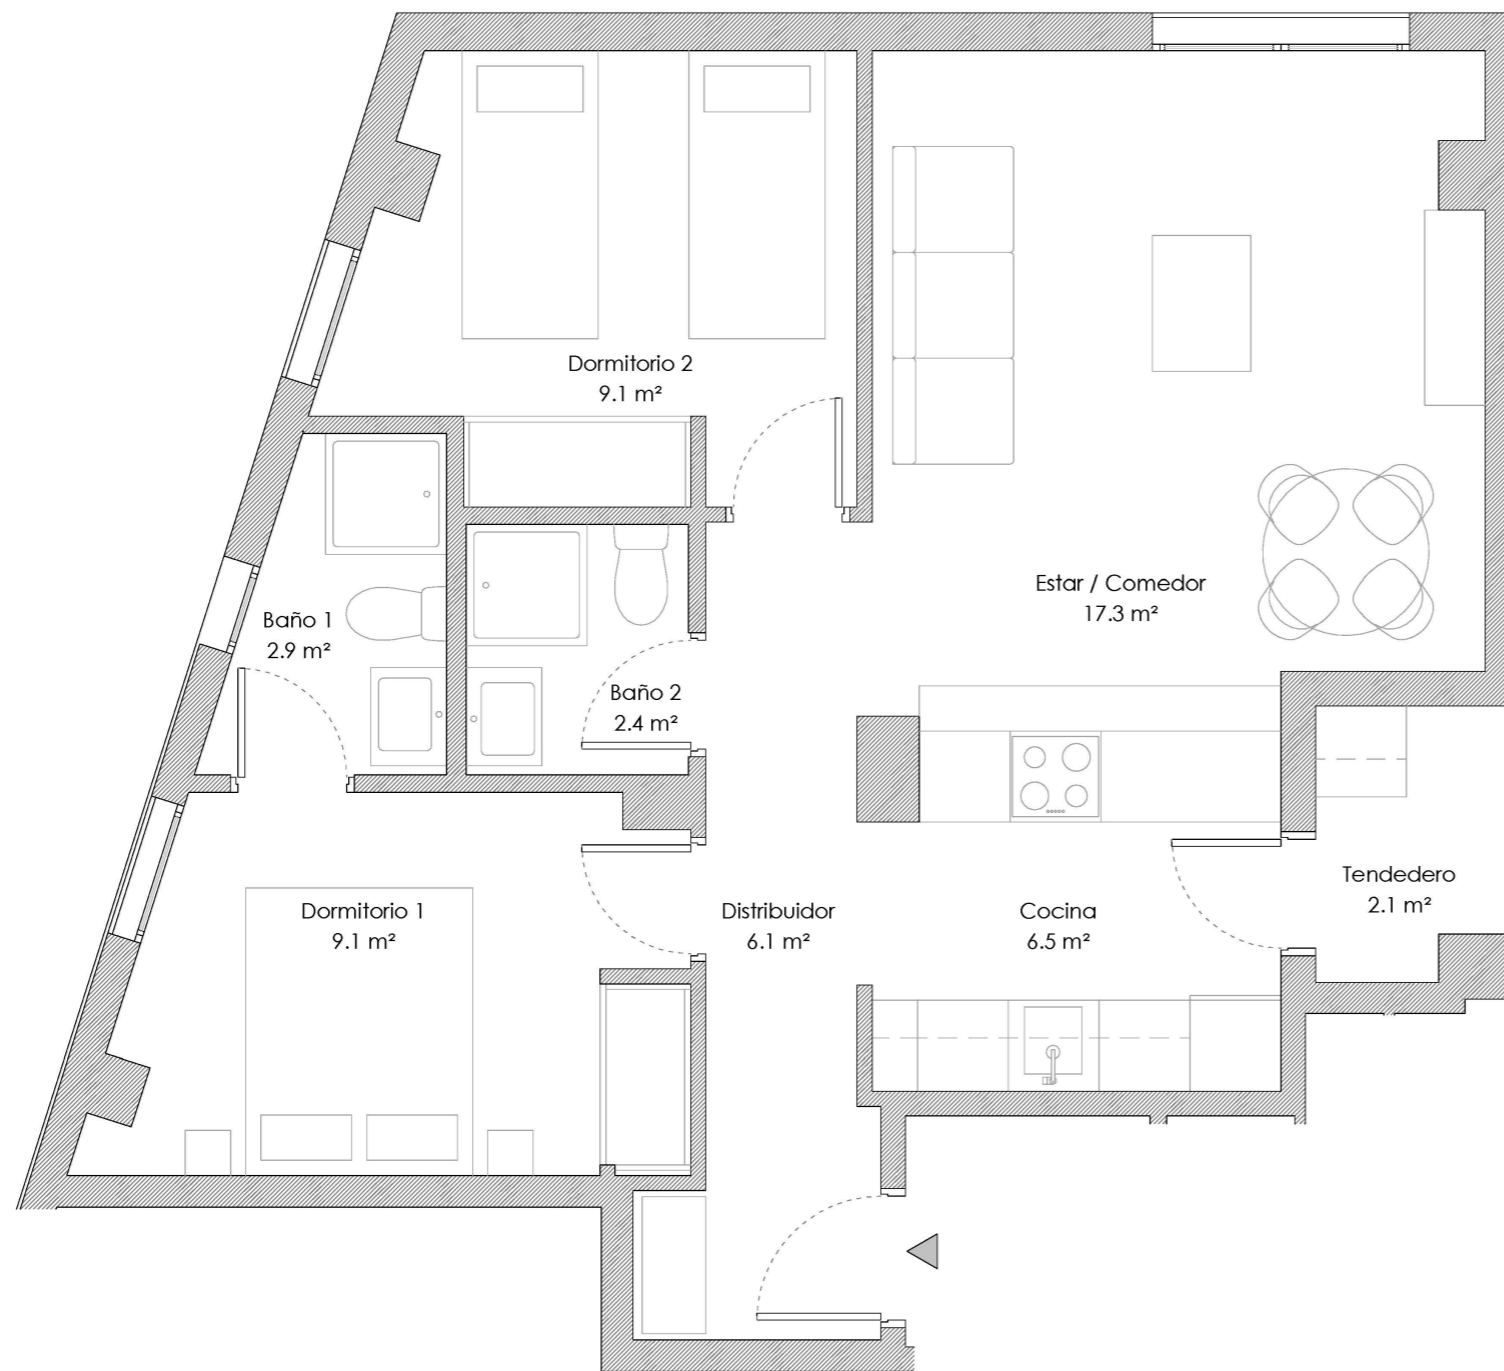 Dormitorio 2
9.1 m²
Estar / Comedor
17.3 m²
Baño 1
2.9 m²
Baño 2
2.4 m²
Dormitorio 1
9.1 m²
Distribuidor
6.1 m²
Cocina
6.5 m²
Tendedero
2.1 m²